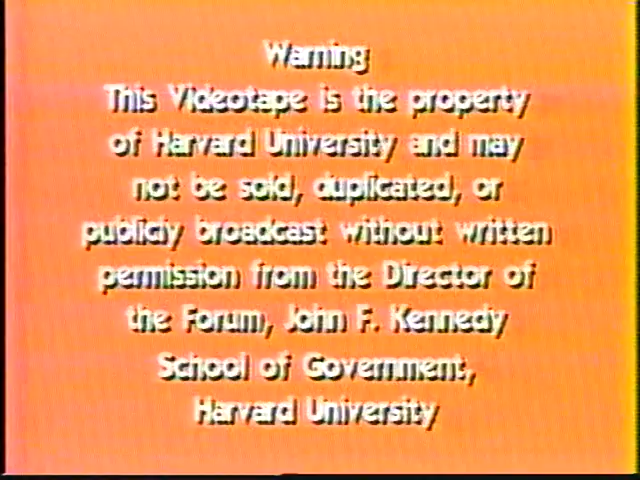 Warning
This Videotape is the property
of Harvard University and may
not be sold, duplicated, or
publicly broadcast without written
permission from the Director of
the Forum, John F. Kennedy
School of Government,
Harvard University